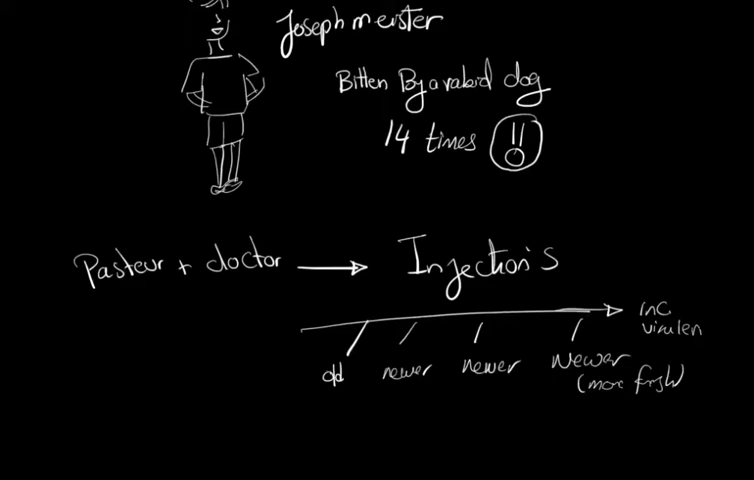 Joseph meister
Bitten By a rabid dog
14 times !!
Pasteur + doctor → Injections
inc
virulen
old newer newer Newer
(more fresh)